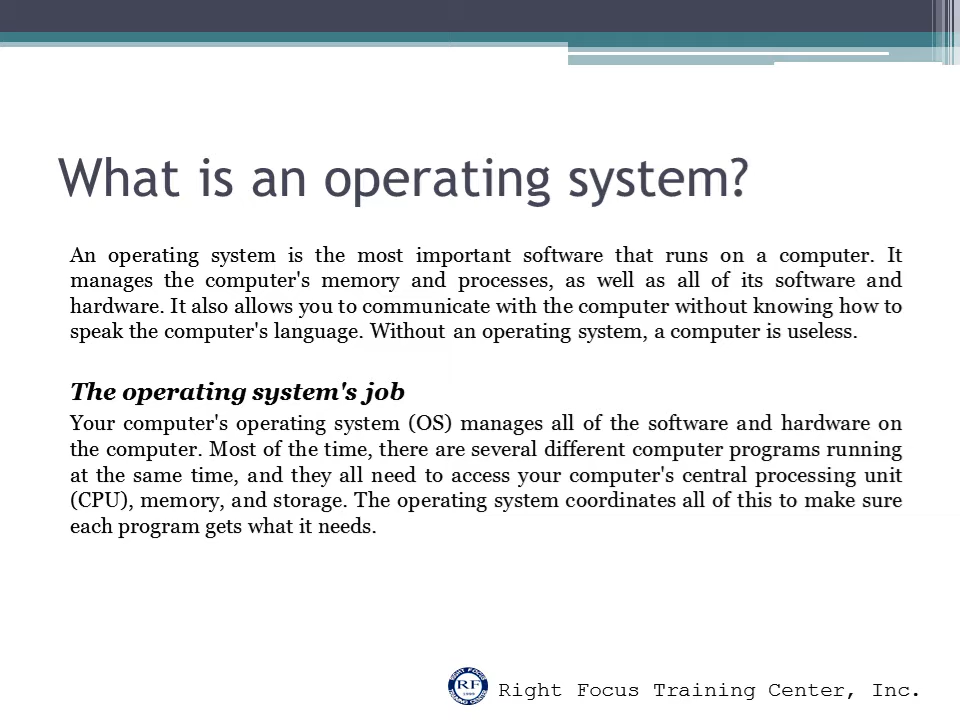 What is an operating system?
An operating system is the most important software that runs on a computer. It
manages the computer's memory and processes, as well as all of its software and
hardware. It also allows you to communicate with the computer without knowing how to
speak the computer's language. Without an operating system, a computer is useless.
The operating system's job
Your computer's operating system (OS) manages all of the software and hardware on
the computer. Most of the time, there are several different computer programs running
at the same time, and they all need to access your computer's central processing unit
(CPU), memory, and storage. The operating system coordinates all of this to make sure
each program gets what it needs.
RIGHT FOCUS
RF
TRAINING CENTER
Right Focus Training Center, Inc.